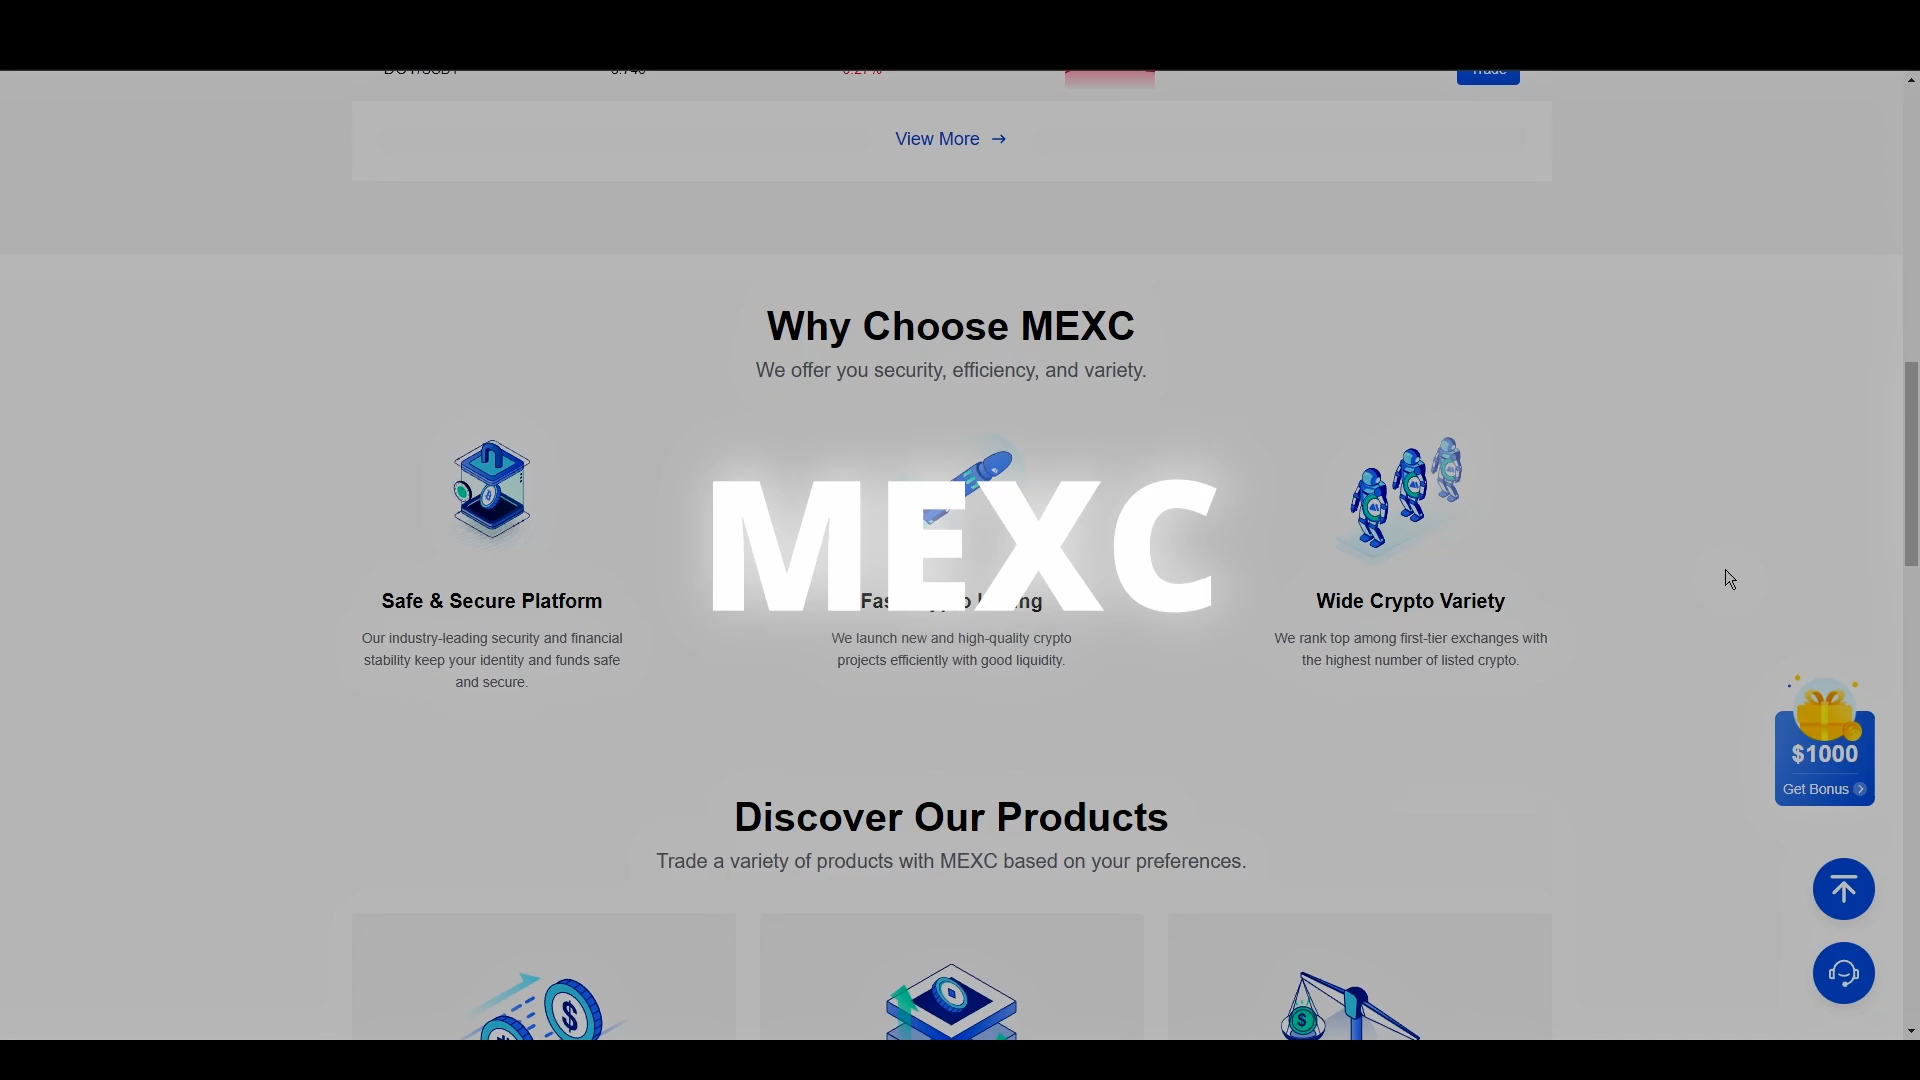 View More
Why Choose MEXC
We offer you security, efficiency, and variety.
MEXC
Safe & Secure Platform
Our industry-leading security and financial
stability keep your identity and funds safe
and secure.
We launch new and high-quality crypto
projects efficiently with good liquidity.
Wide Crypto Variety
We rank top among first-tier exchanges with
the highest number of listed crypto.
$1000
Get Bonus
Discover Our Products
Trade a variety of products with MEXC based on your preferences.